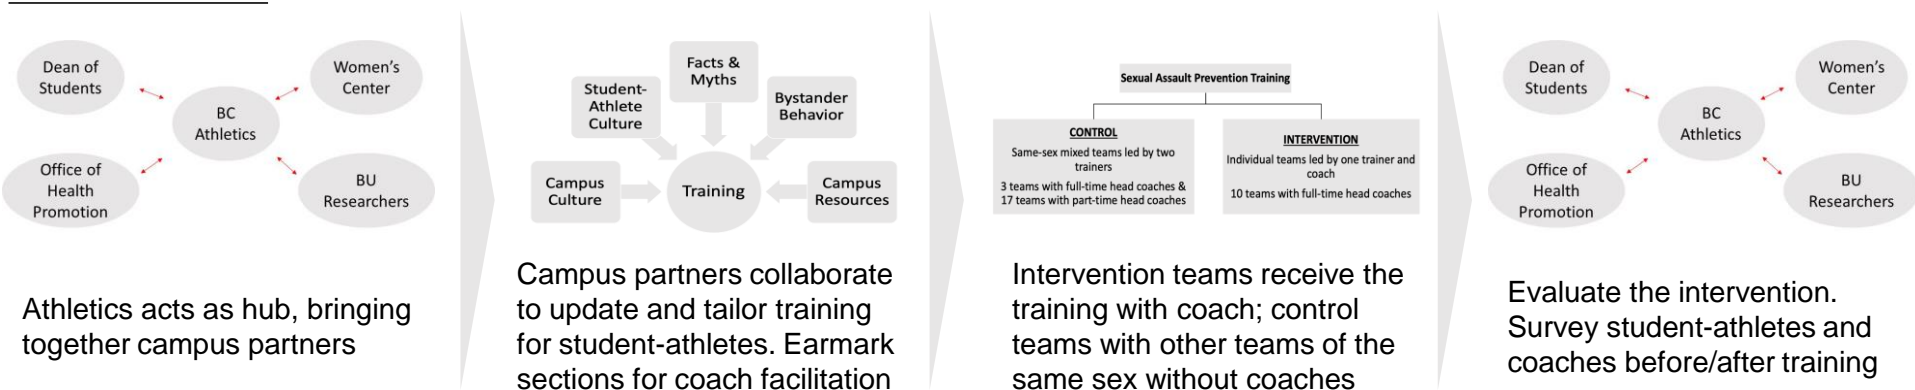 Dean of
Students
Women's
Center
BC
Athletics
Office of
Health
Promotion
BU
Researchers
Athletics acts as hub, bringing
together campus partners
Facts &
Myths
Student-
Athlete
Culture
Bystander
Behavior
Campus
Culture
Training
Campus
Resources
Campus partners collaborate
to update and tailor training
for student-athletes. Earmark
sections for coach facilitation
Sexual Assault Prevention Training
CONTROL
Same-sex mixed teams led by two
trainers
3 teams with full-time head coaches &
17 teams with part-time head coaches
INTERVENTION
Individual teams led by one trainer and
coach
10 teams with full-time head coaches
Intervention teams receive the
training with coach; control
teams with other teams of the
same sex without coaches
Dean of
Students
Women's
Center
BC
Athletics
Office of
Health
Promotion
BU
Researchers
Evaluate the intervention.
Survey student-athletes and
coaches before/after training